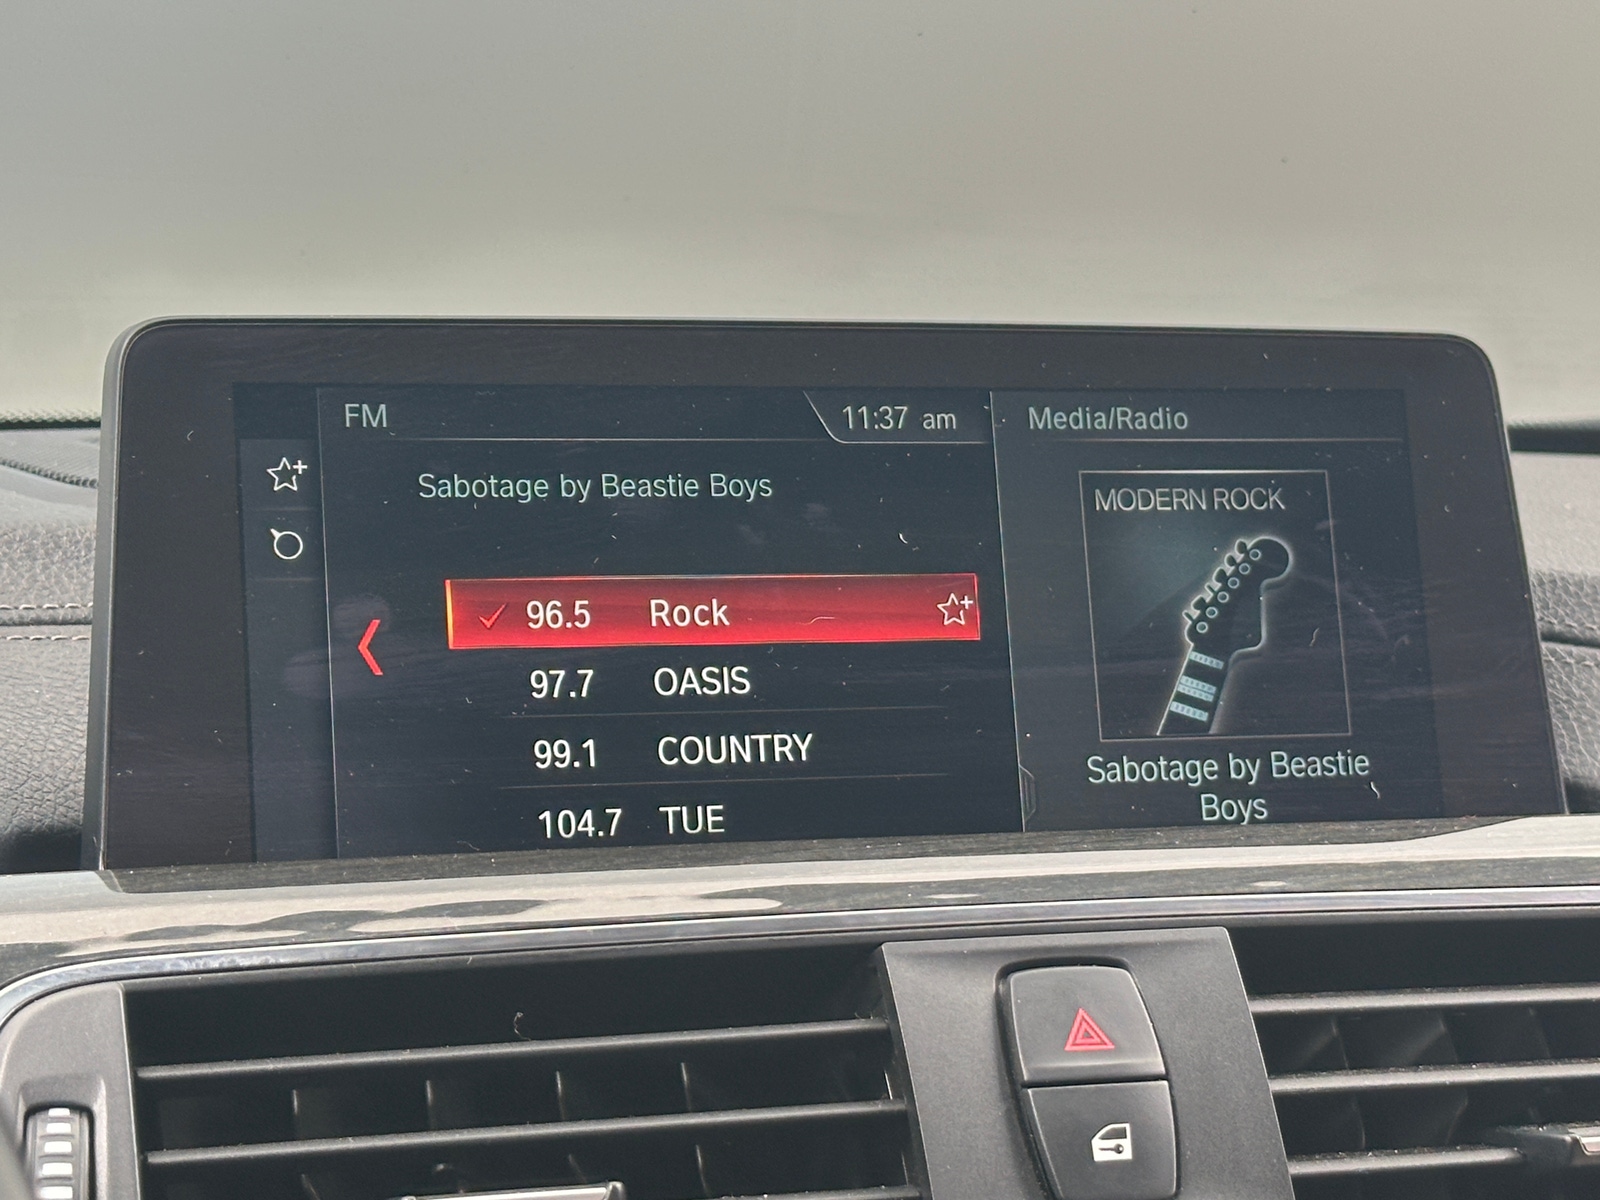 FM
11:37 am
Sabotage by Beastie Boys
96.5 Rock
97.7 OASIS
99.1 COUNTRY
104.7 TUE
Media/Radio
MODERN ROCK
Sabotage by Beastie
Boys